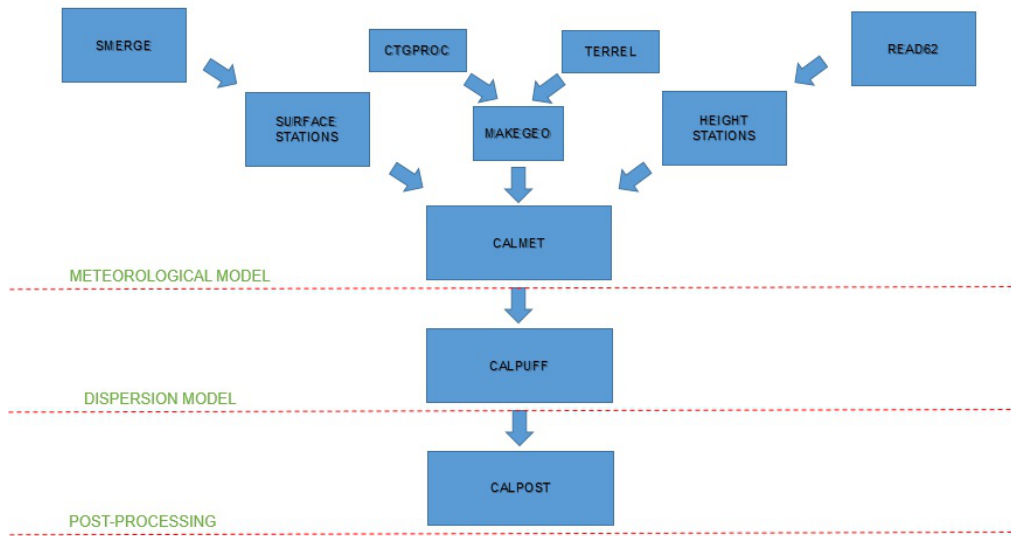 SMERGE
CTGPROC
TERREL
READ62
SURFACE
STATIONS
MAKEGEO
HEIGHT
STATIONS
CALMET
METEOROLOGICAL MODEL
CALPUFF
DISPERSION MODEL
CALPOST
POST-PROCESSING